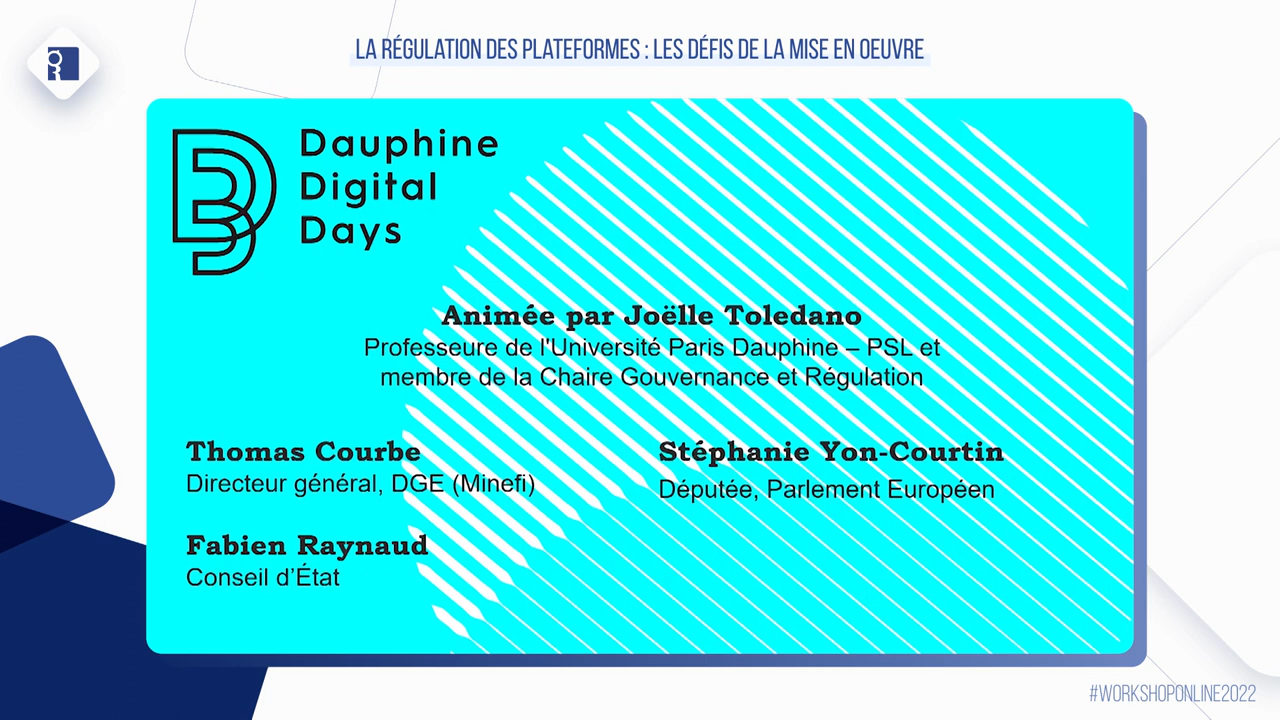 LA RÉGULATION DES PLATEFORMES : LES DÉFIS DE LA MISE EN OEUVRE
Dauphine
Digital
Days
Animée par Joëlle Toledano
Professeure de l'Université Paris Dauphine – PSL et
membre de la Chaire Gouvernance et Régulation
Thomas Courbe
Directeur général, DGE (Minefi)
Stéphanie Yon-Courtin
Députée, Parlement Européen
Fabien Raynaud
Conseil d’État
#WORKSHOPONLINE2022